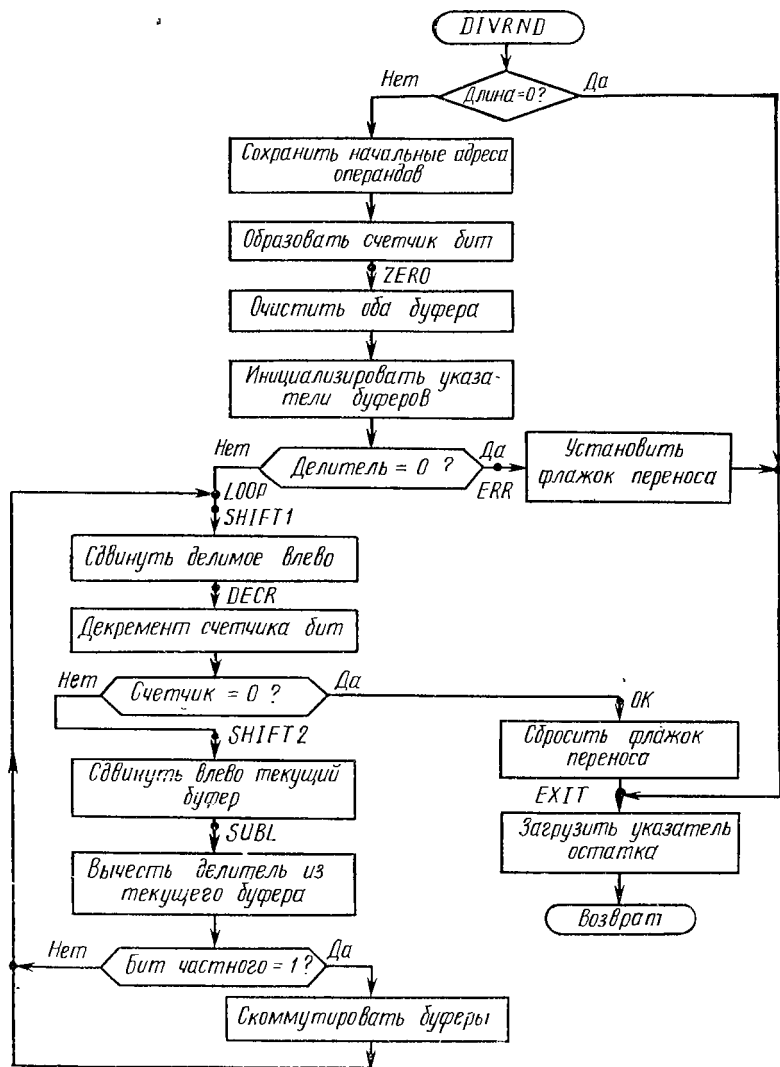 DIVRND
Нет
Длина=0?
Да
Сохранить начальные адреса
операндов
Образовать счетчик бит
ZERO
Очистить оба буфера
Инициализировать указа-
тели буферов
Нет
Делитель = 0 ?
Да
ERR
Установить
флажок переноса
LOOP
SHIFT1
Сдвинуть делимое влево
DECR
Декремент счетчика бит
Нет
Счетчик = 0 ?
Да
OK
SHIFT2
Сбросить флажок
переноса
Сдвинуть влево текущий
буфер
EXIT
SUBL
Загрузить указатель
остатка
Вычесть делитель из
текущего буфера
Возврат
Нет
Бит частного = 1?
Да
Скоммутировать буферы